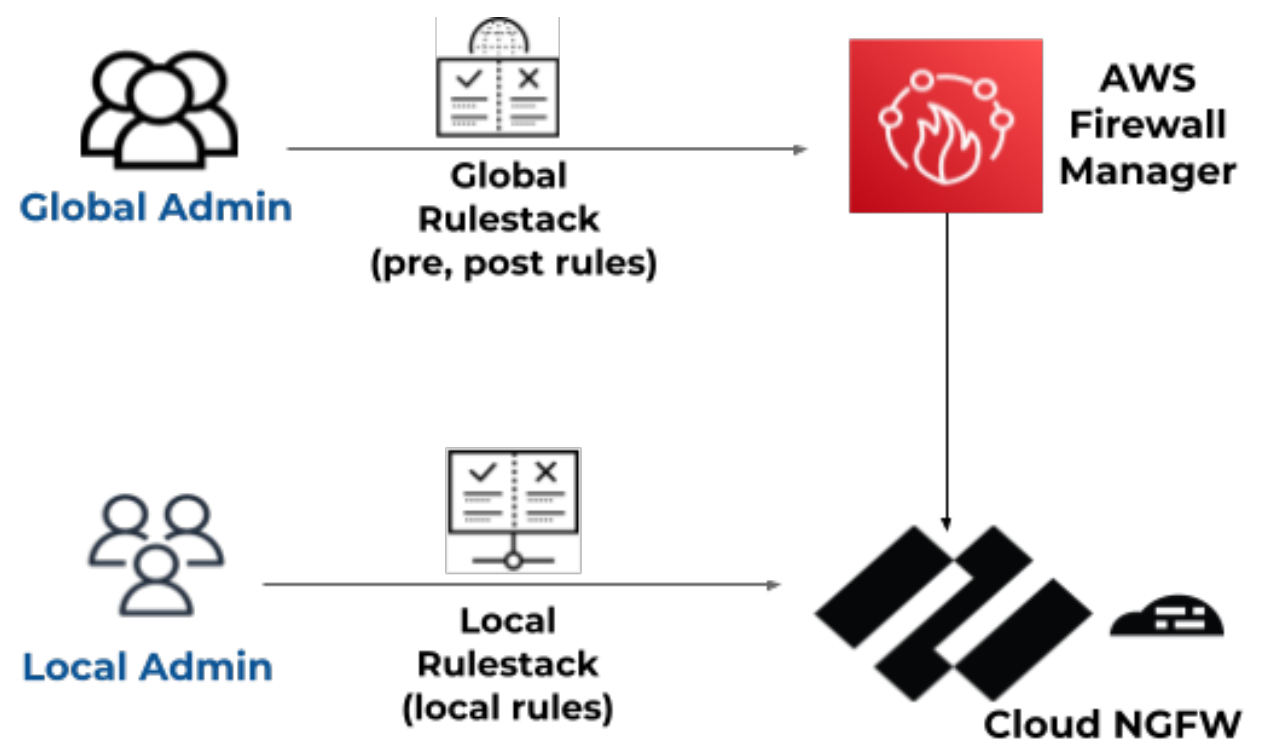 Global Admin
Global
Rulestack
(pre, post rules)
AWS
Firewall
Manager
Local Admin
Local
Rulestack
(local rules)
Cloud NGFW